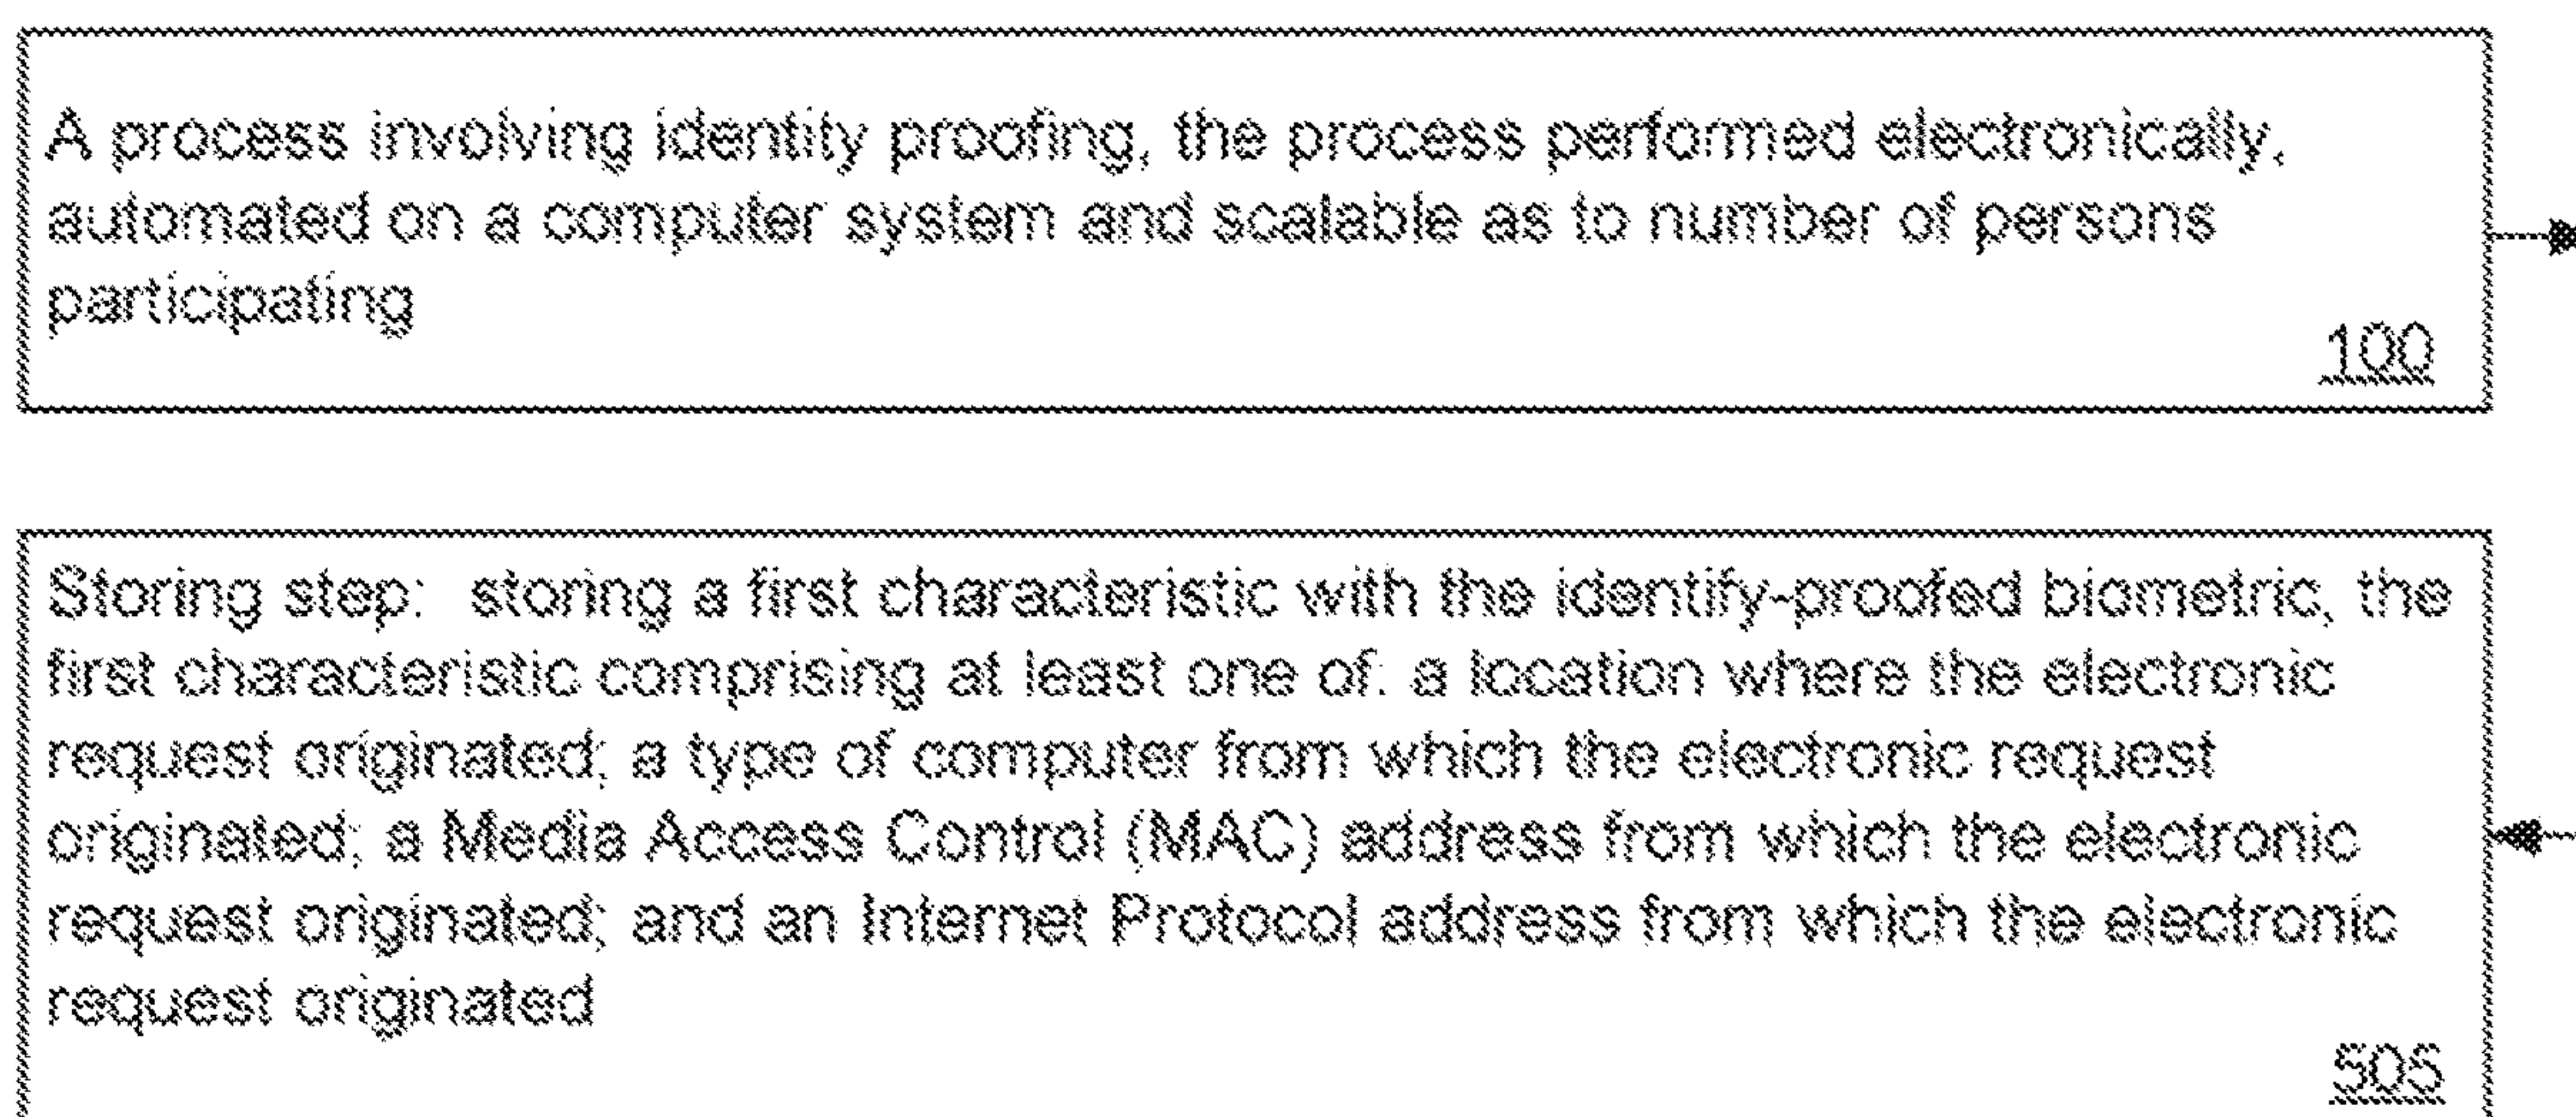 A process involving identity proofing, the process performed electronically,
automated on a computer system and scalable as to number of persons
participating
100
Storing step: storing a first characteristic with the identify-proofed biometric, the
first characteristic comprising at least one of: a location where the electronic
request originated; a type of computer from which the electronic request
originated; a Media Access Control (MAC) address from which the electronic
request originated; and an Internet Protocol address from which the electronic
request originated
505